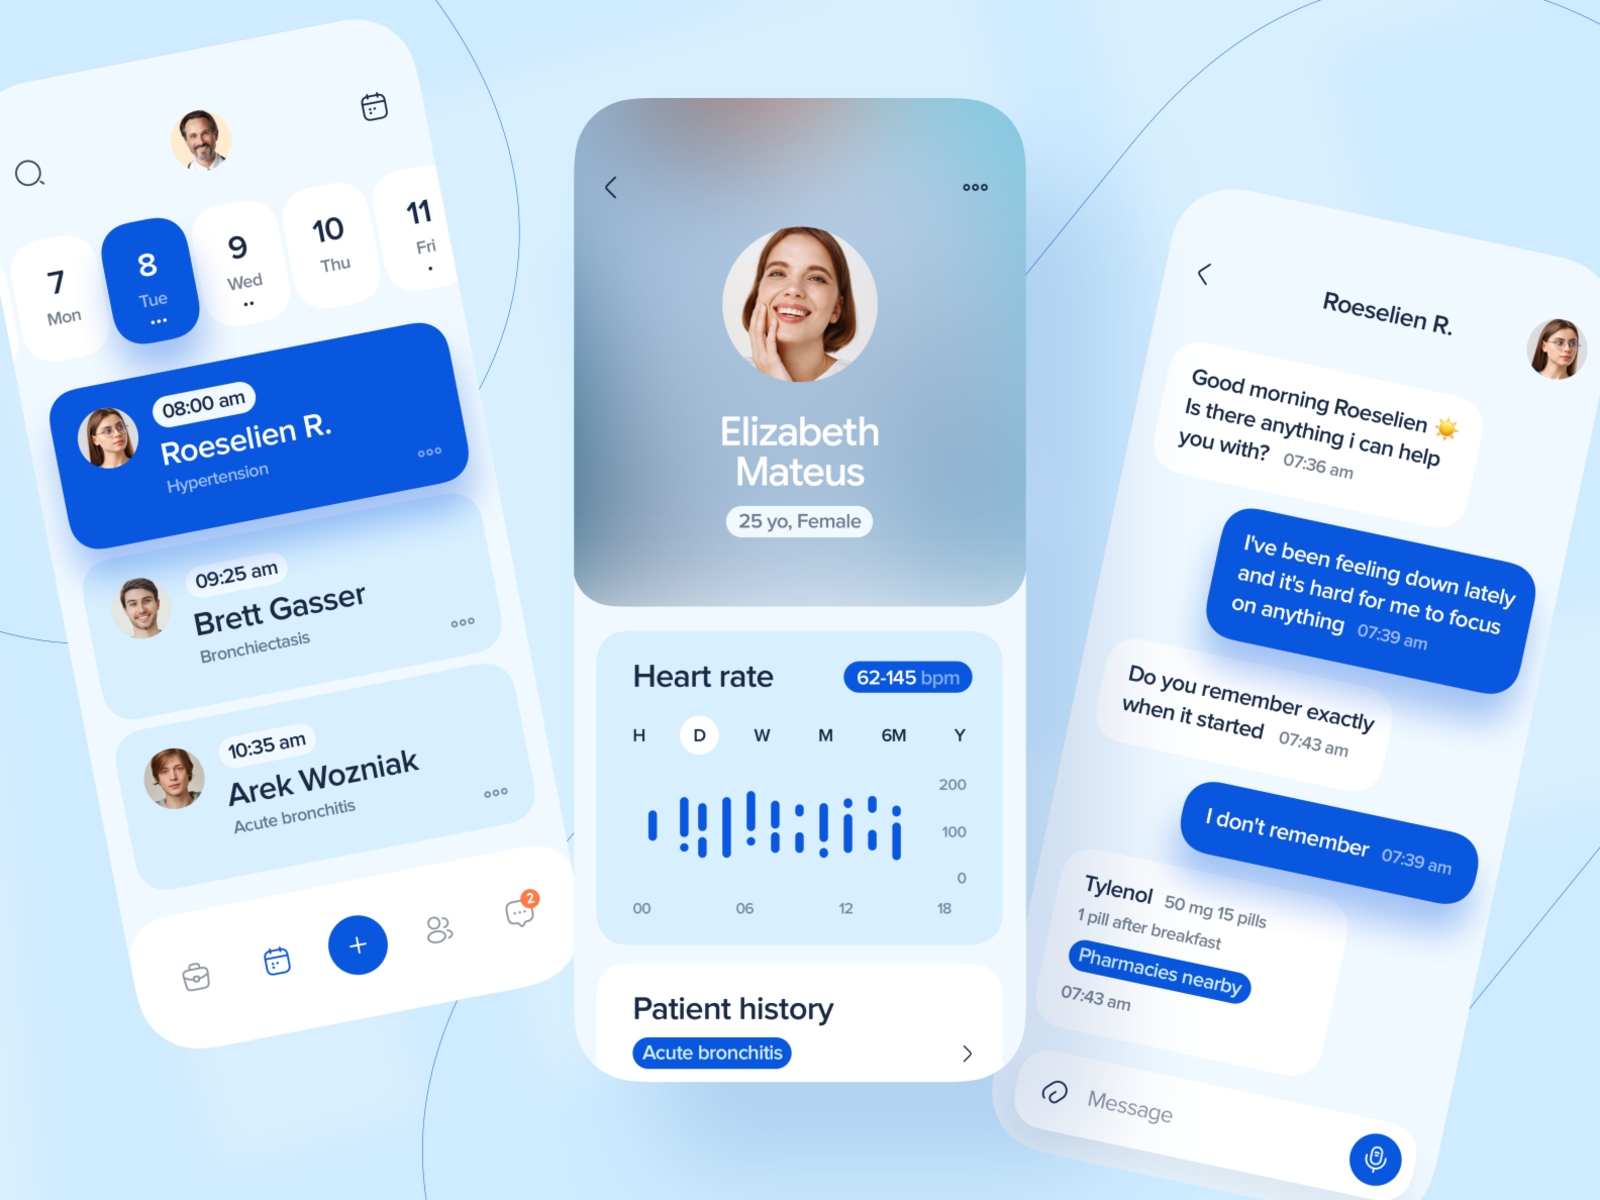 7
Mon
8
Tue
9
Wed
10
Thu
11
Fri
08:00 am
Roeselien R.
Hypertension
09:25 am
Brett Gasser
Bronchiectasis
10:35 am
Arek Wozniak
Acute bronchitis
2
Elizabeth
Mateus
25 yo, Female
Heart rate
62-145 bpm
H D W M 6M Y
200
100
0
00 06 12 18
Patient history
Acute bronchitis
Roeselien R.
Good morning Roeselien ☀️
Is there anything i can help
you with? 07:36 am
I've been feeling down lately
and it's hard for me to focus
on anything 07:39 am
Do you remember exactly
when it started 07:43 am
I don't remember 07:39 am
Tylenol 50 mg 15 pills
1 pill after breakfast
Pharmacies nearby
07:43 am
Message